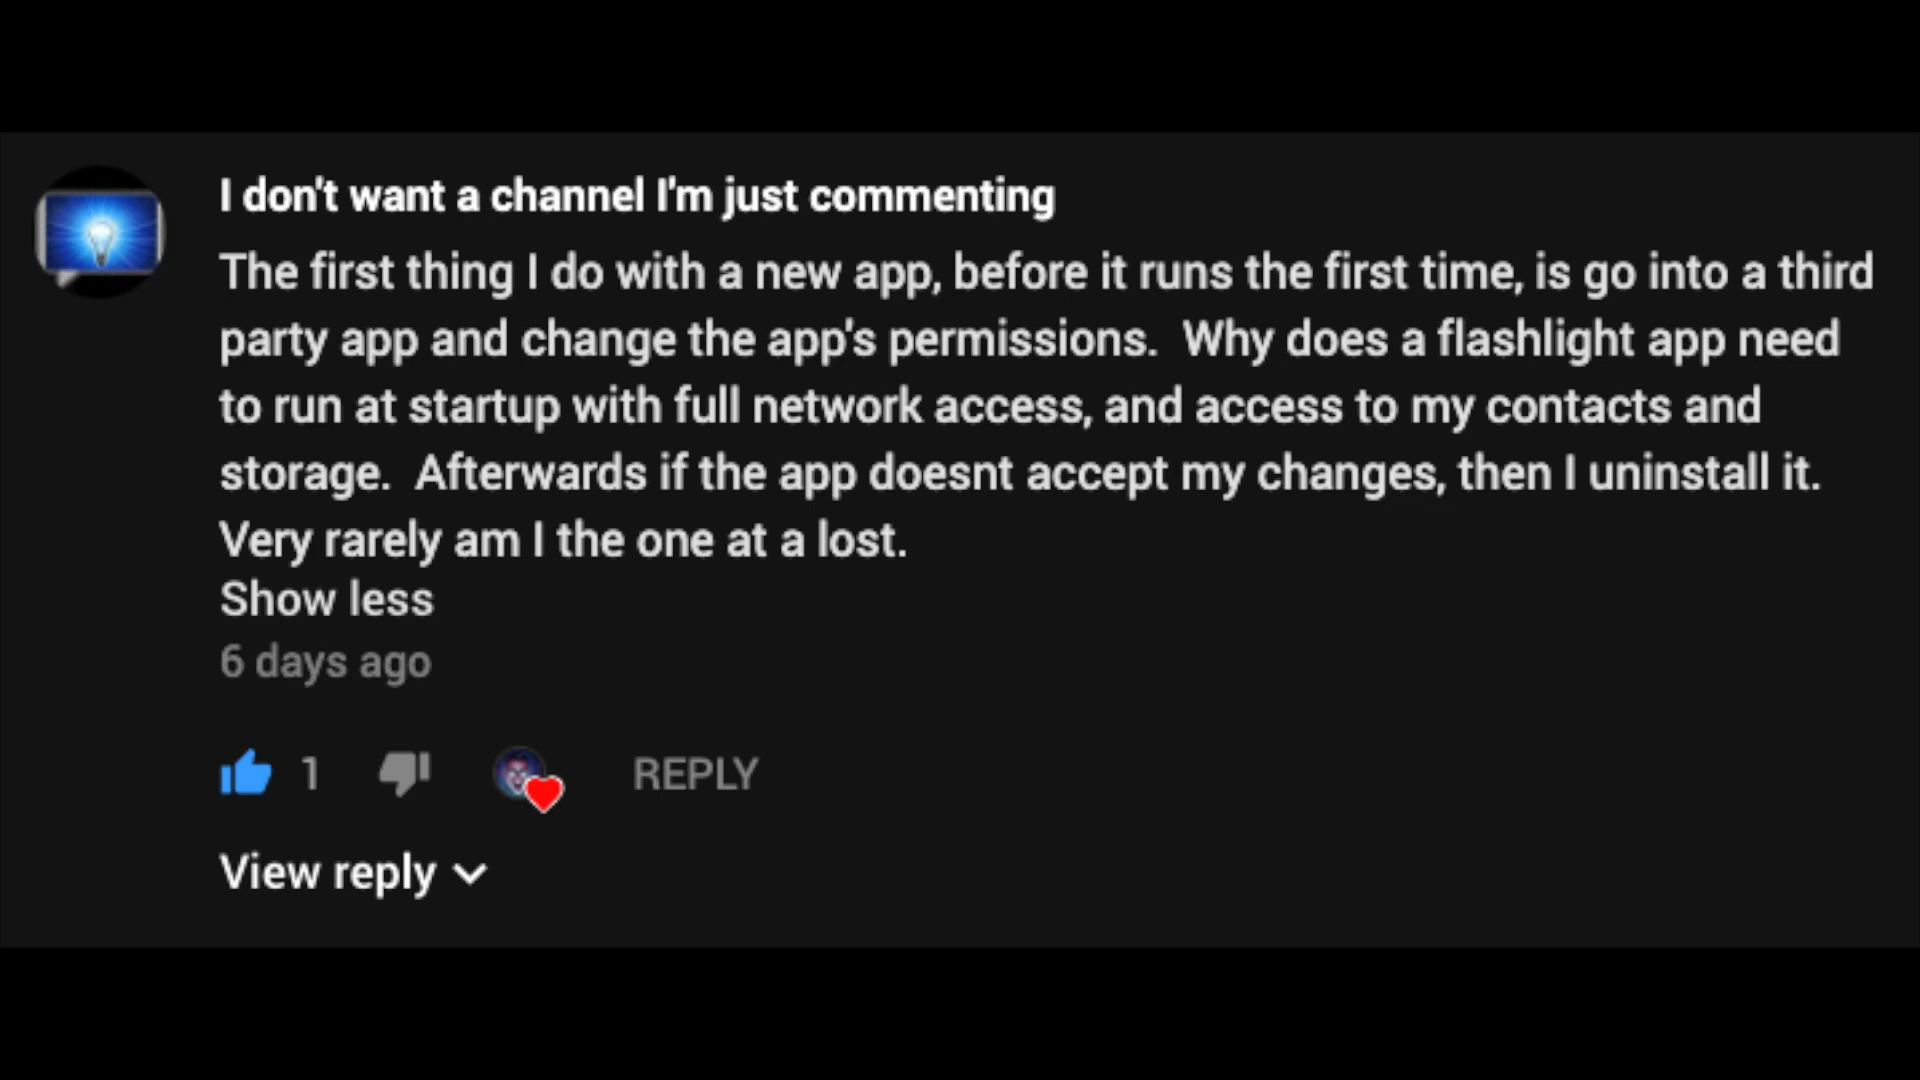 I don't want a channel I'm just commenting
The first thing I do with a new app, before it runs the first time, is go into a third
party app and change the app's permissions.  Why does a flashlight app need
to run at startup with full network access, and access to my contacts and
storage.  Afterwards if the app doesnt accept my changes, then I uninstall it.
Very rarely am I the one at a lost.
Show less
6 days ago
1 REPLY
View reply